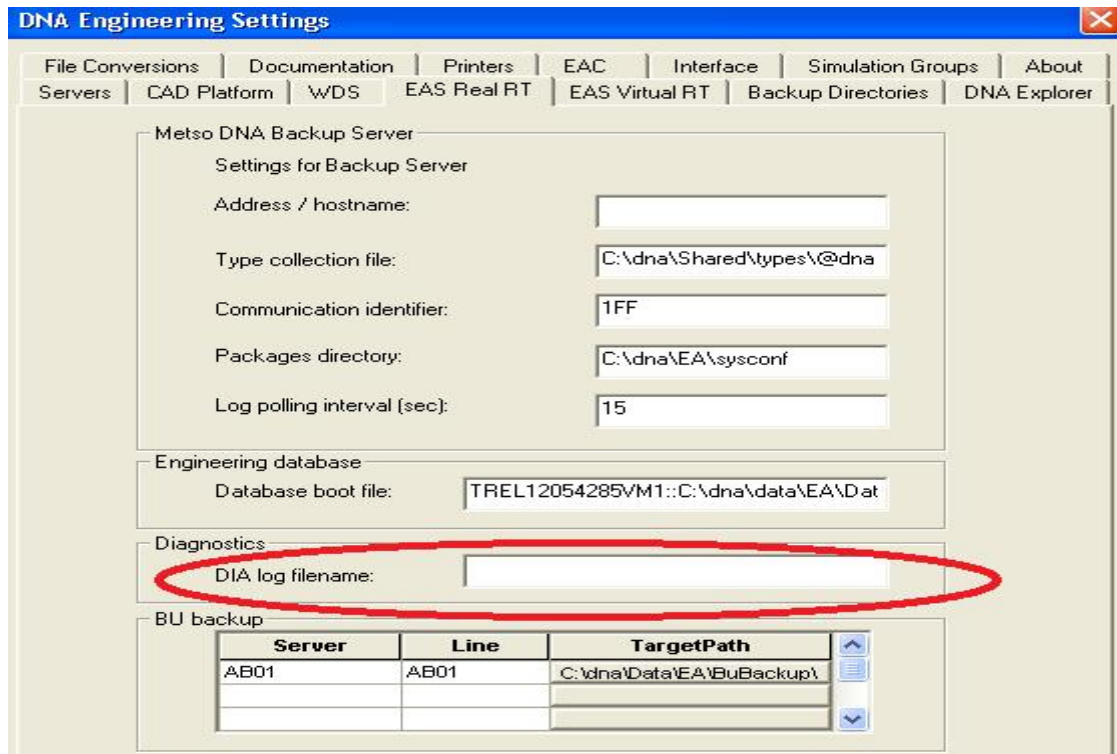 DNA Engineering Settings
File Conversions Documentation Printers EAC Interface Simulation Groups About
Servers CAD Platform WDS EAS Real RT EAS Virtual RT Backup Directories DNA Explorer
Metso DNA Backup Server
Settings for Backup Server
Address / hostname:
Type collection file: C:\dna\Shared\types\@dna
Communication identifier: 1FF
Packages directory: C:\dna\EA\sysconf
Log polling interval (sec): 15
Engineering database
Database boot file: TREL12054285VM1::C:\dna\data\EA\Dat
Diagnostics
DIA log filename:
BU backup
Server Line TargetPath
AB01 AB01 C:\dna\Data\EA\BuBackup\